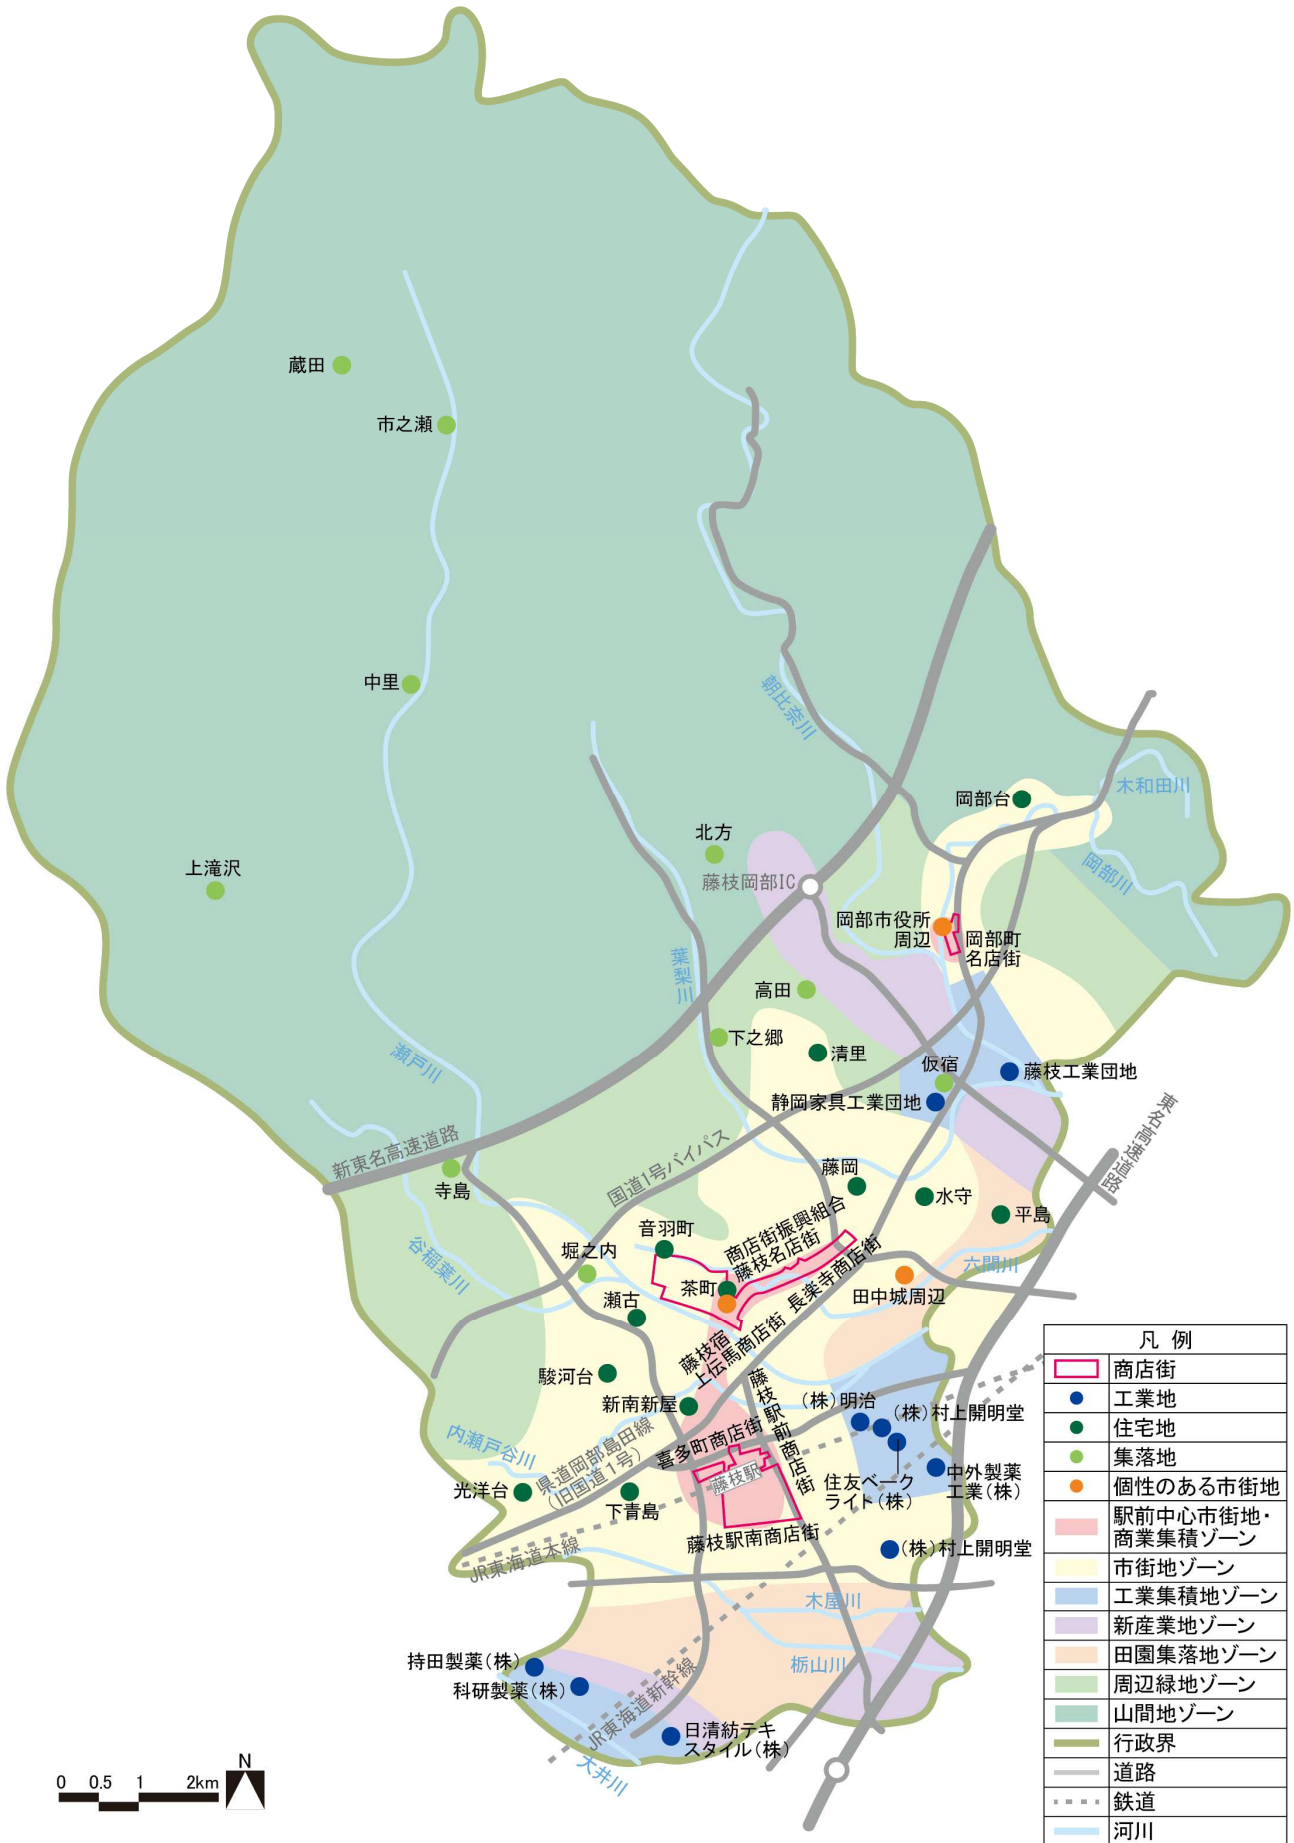 蔵田
市之瀬
中里
朝比奈川
木和田川
岡部台
北方
岡部川
上滝沢
藤枝岡部IC
岡部市役所
周辺
岡部町
名店街
葉梨川
高田
下之郷
清里
瀬戸川
仮宿
藤枝工業団地
静岡家具工業団地
東名高速道路
新東名高速道路
国道1号バイパス
寺島
藤岡
水守
平島
谷稲葉川
音羽町
商店街振興組合
藤枝名店街
堀之内
六間川
茶町
長楽寺商店街
田中城周辺
瀬古
藤枝宿
上伝馬商店街
駿河台
新南新屋
藤枝駅前商店街
(株)明治
(株)村上開明堂
喜多町商店街
内瀬戸谷川
県道岡部島田線
(旧国道1号)
藤枝駅
光洋台
下青島
住友ベーク
ライト(株)
中外製薬
工業(株)
藤枝駅南商店街
(株)村上開明堂
JR東海道本線
木屋川
栃山川
持田製薬(株)
科研製薬(株)
JR東海道新幹線
日清紡テキ
スタイル(株)
大井川
0 0.5 1 2km
N
凡 例
商店街
工業地
住宅地
集落地
個性のある市街地
駅前中心市街地・
商業集積ゾーン
市街地ゾーン
工業集積地ゾーン
新産業地ゾーン
田園集落地ゾーン
周辺緑地ゾーン
山間地ゾーン
行政界
道路
鉄道
河川